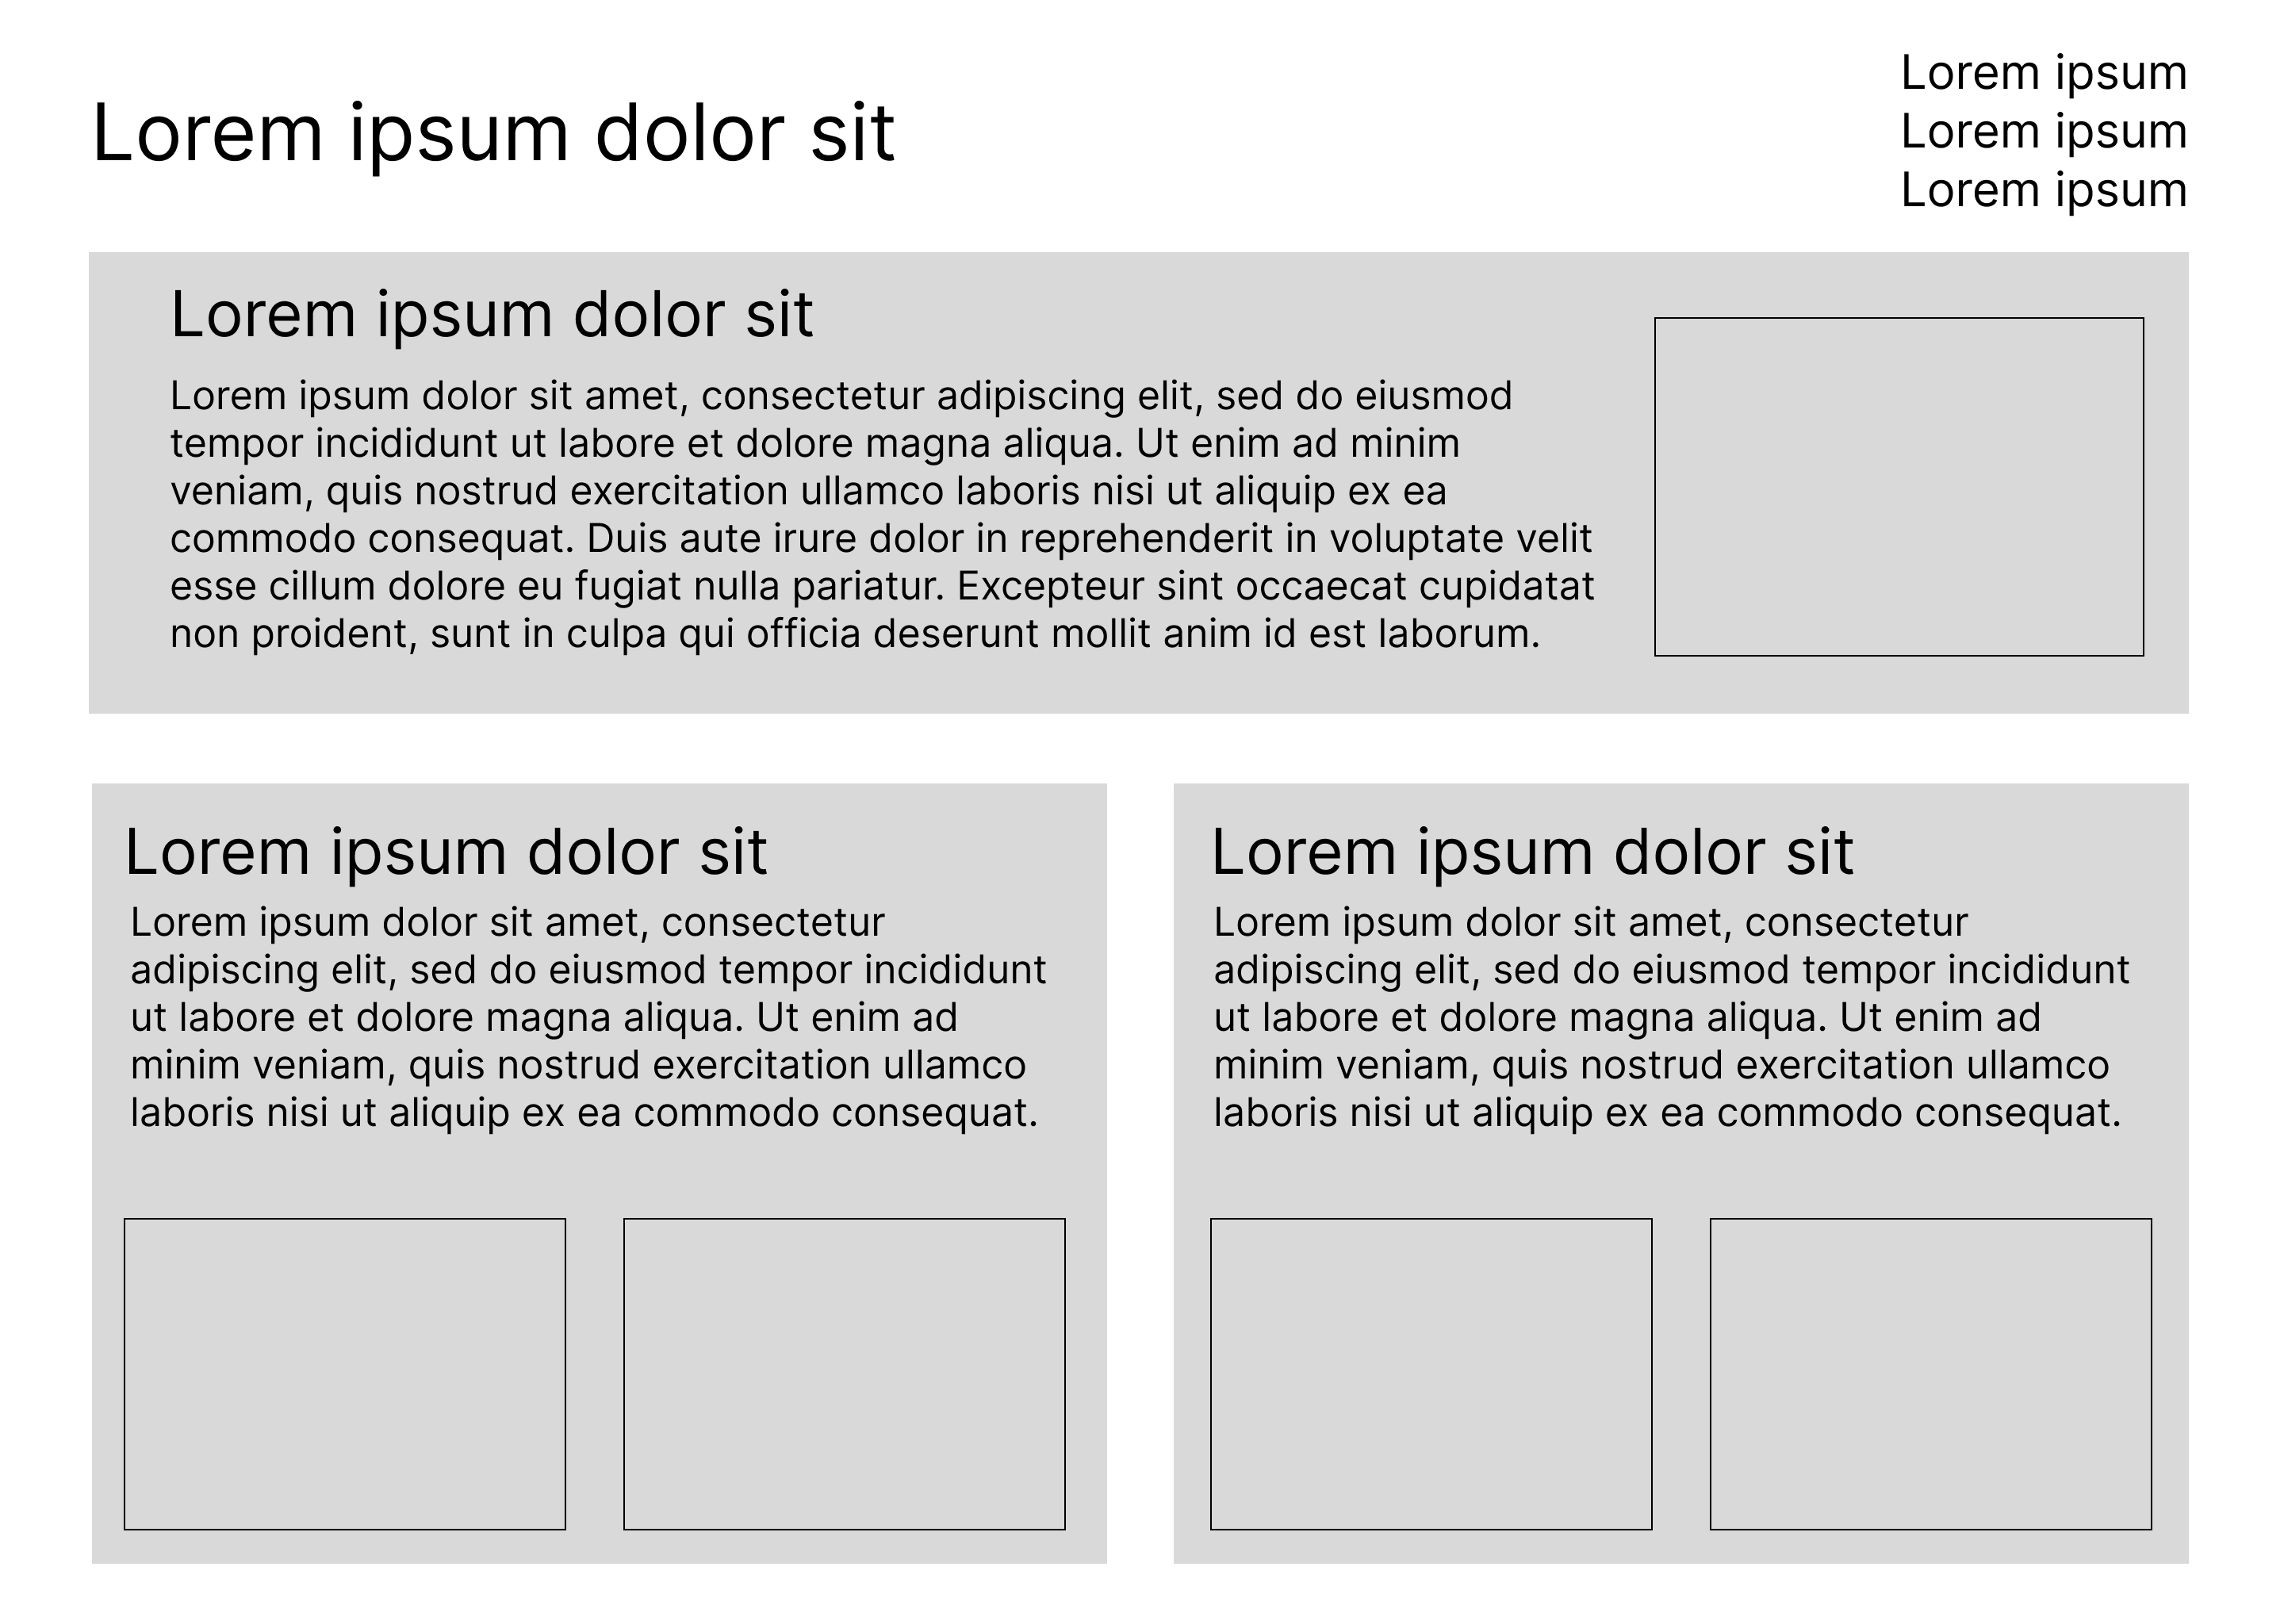 Lorem ipsum dolor sit
Lorem ipsum
Lorem ipsum
Lorem ipsum
Lorem ipsum dolor sit
Lorem ipsum dolor sit amet, consectetur adipiscing elit, sed do eiusmod
tempor incididunt ut labore et dolore magna aliqua. Ut enim ad minim
veniam, quis nostrud exercitation ullamco laboris nisi ut aliquip ex ea
commodo consequat. Duis aute irure dolor in reprehenderit in voluptate velit
esse cillum dolore eu fugiat nulla pariatur. Excepteur sint occaecat cupidatat
non proident, sunt in culpa qui officia deserunt mollit anim id est laborum.
Lorem ipsum dolor sit
Lorem ipsum dolor sit amet, consectetur
adipiscing elit, sed do eiusmod tempor incididunt
ut labore et dolore magna aliqua. Ut enim ad
minim veniam, quis nostrud exercitation ullamco
laboris nisi ut aliquip ex ea commodo consequat.
Lorem ipsum dolor sit
Lorem ipsum dolor sit amet, consectetur
adipiscing elit, sed do eiusmod tempor incididunt
ut labore et dolore magna aliqua. Ut enim ad
minim veniam, quis nostrud exercitation ullamco
laboris nisi ut aliquip ex ea commodo consequat.